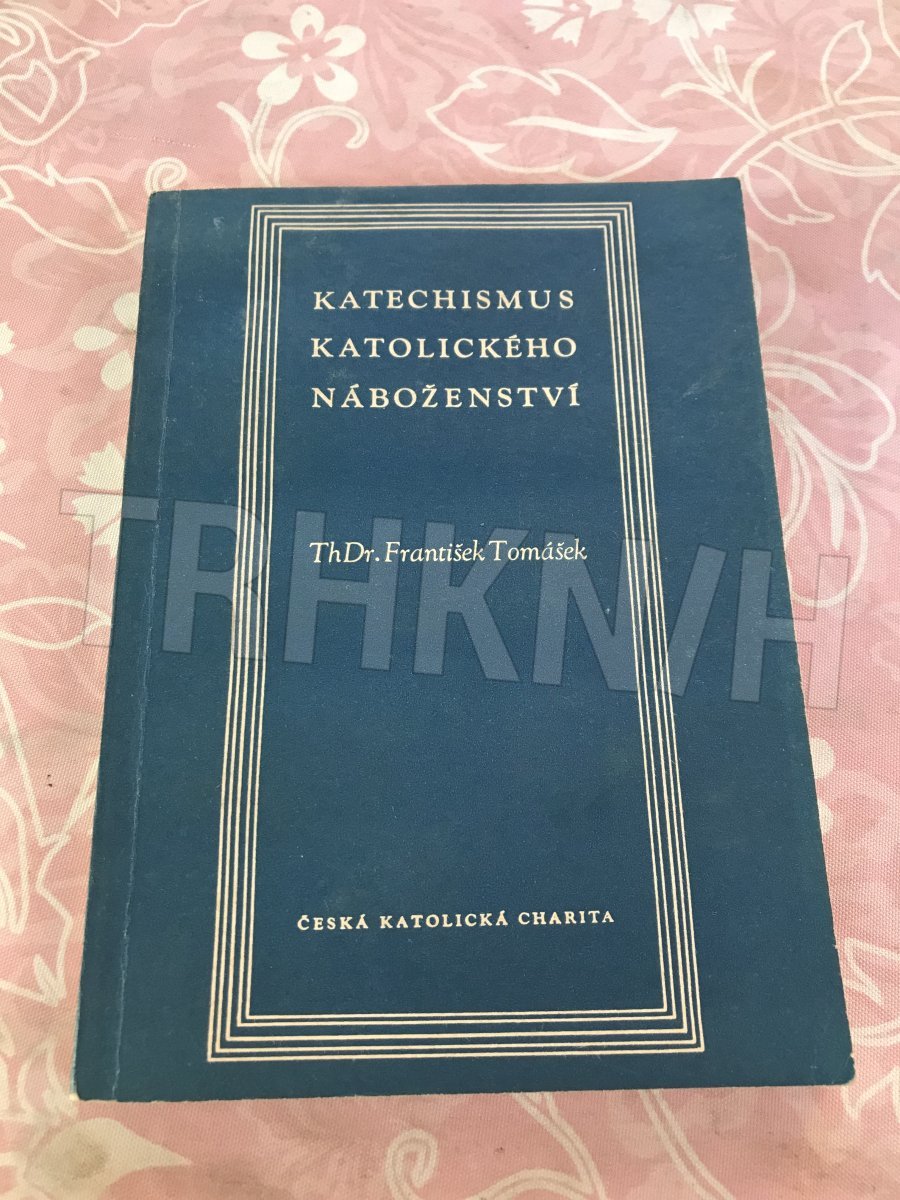 KATECHISMUS
KATOLICKÉHO
NÁBOŽENSTVÍ
ThDr. František Tomášek
TRHKNIH
ČESKÁ KATOLICKÁ CHARITA